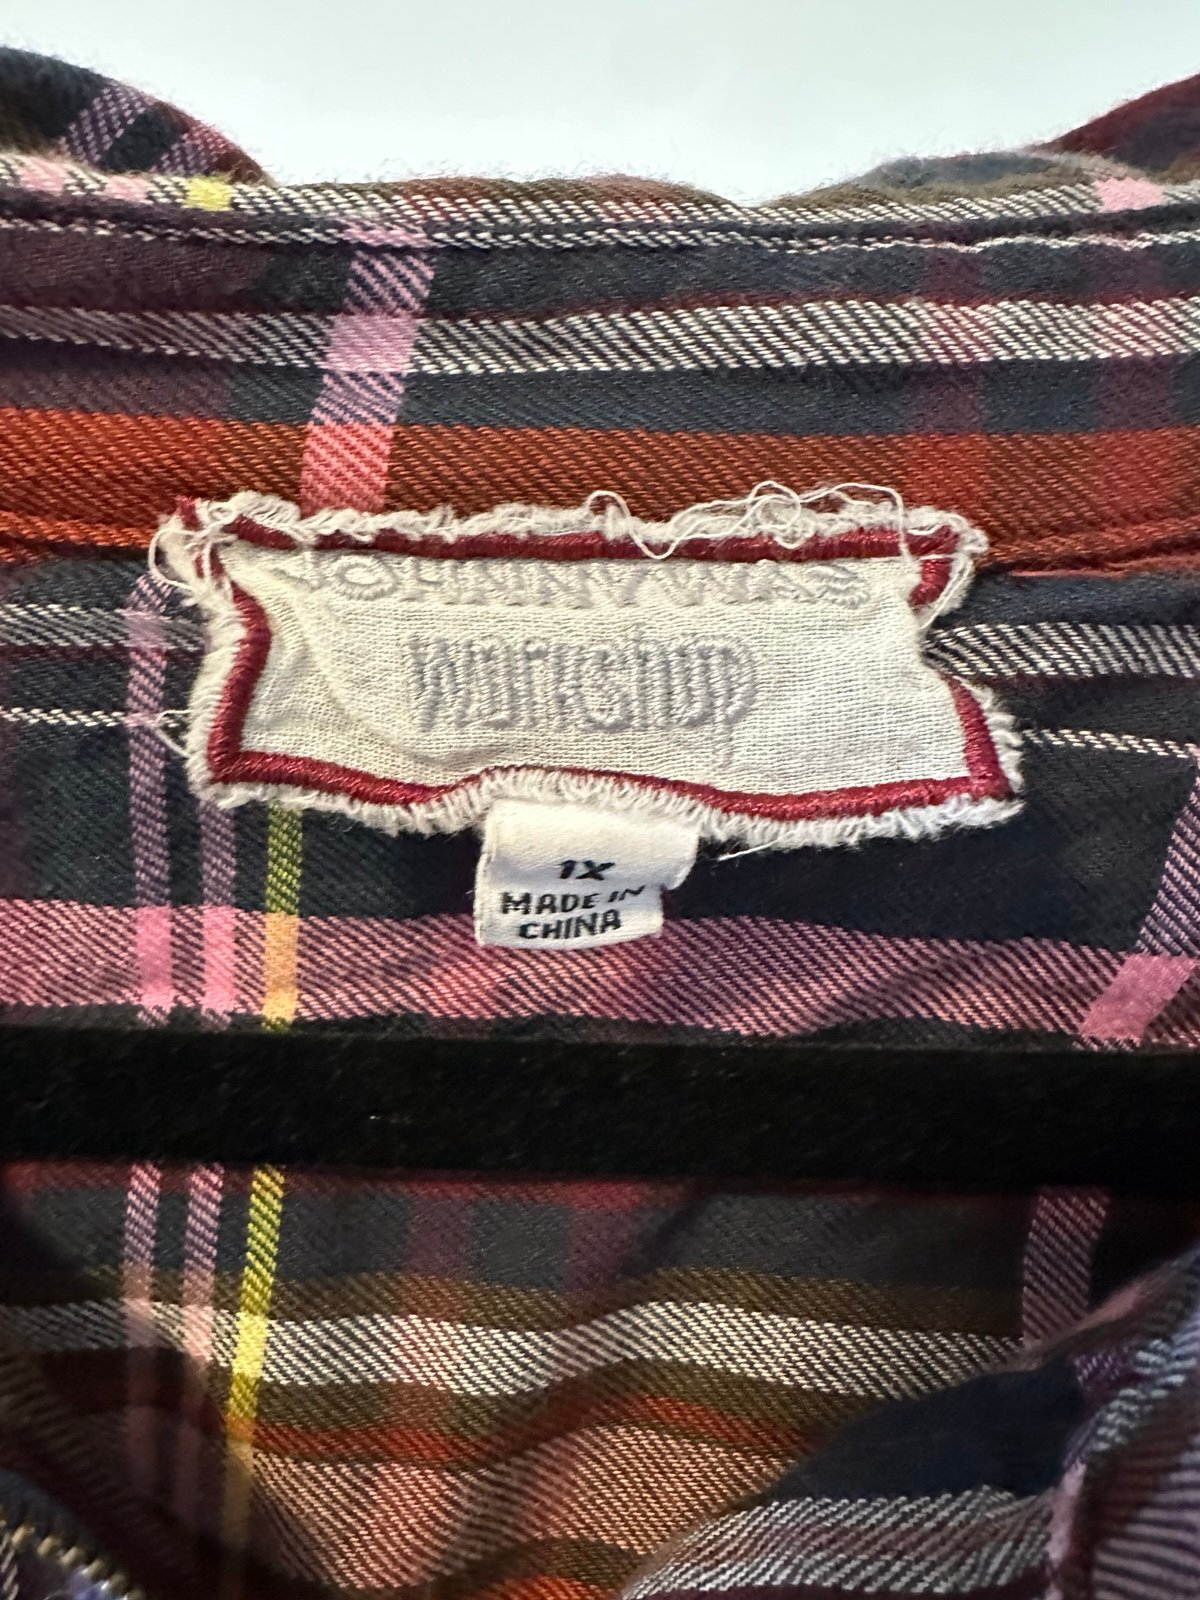 JOHNNY WAS
WORKSHOP
1X
MADE IN
CHINA